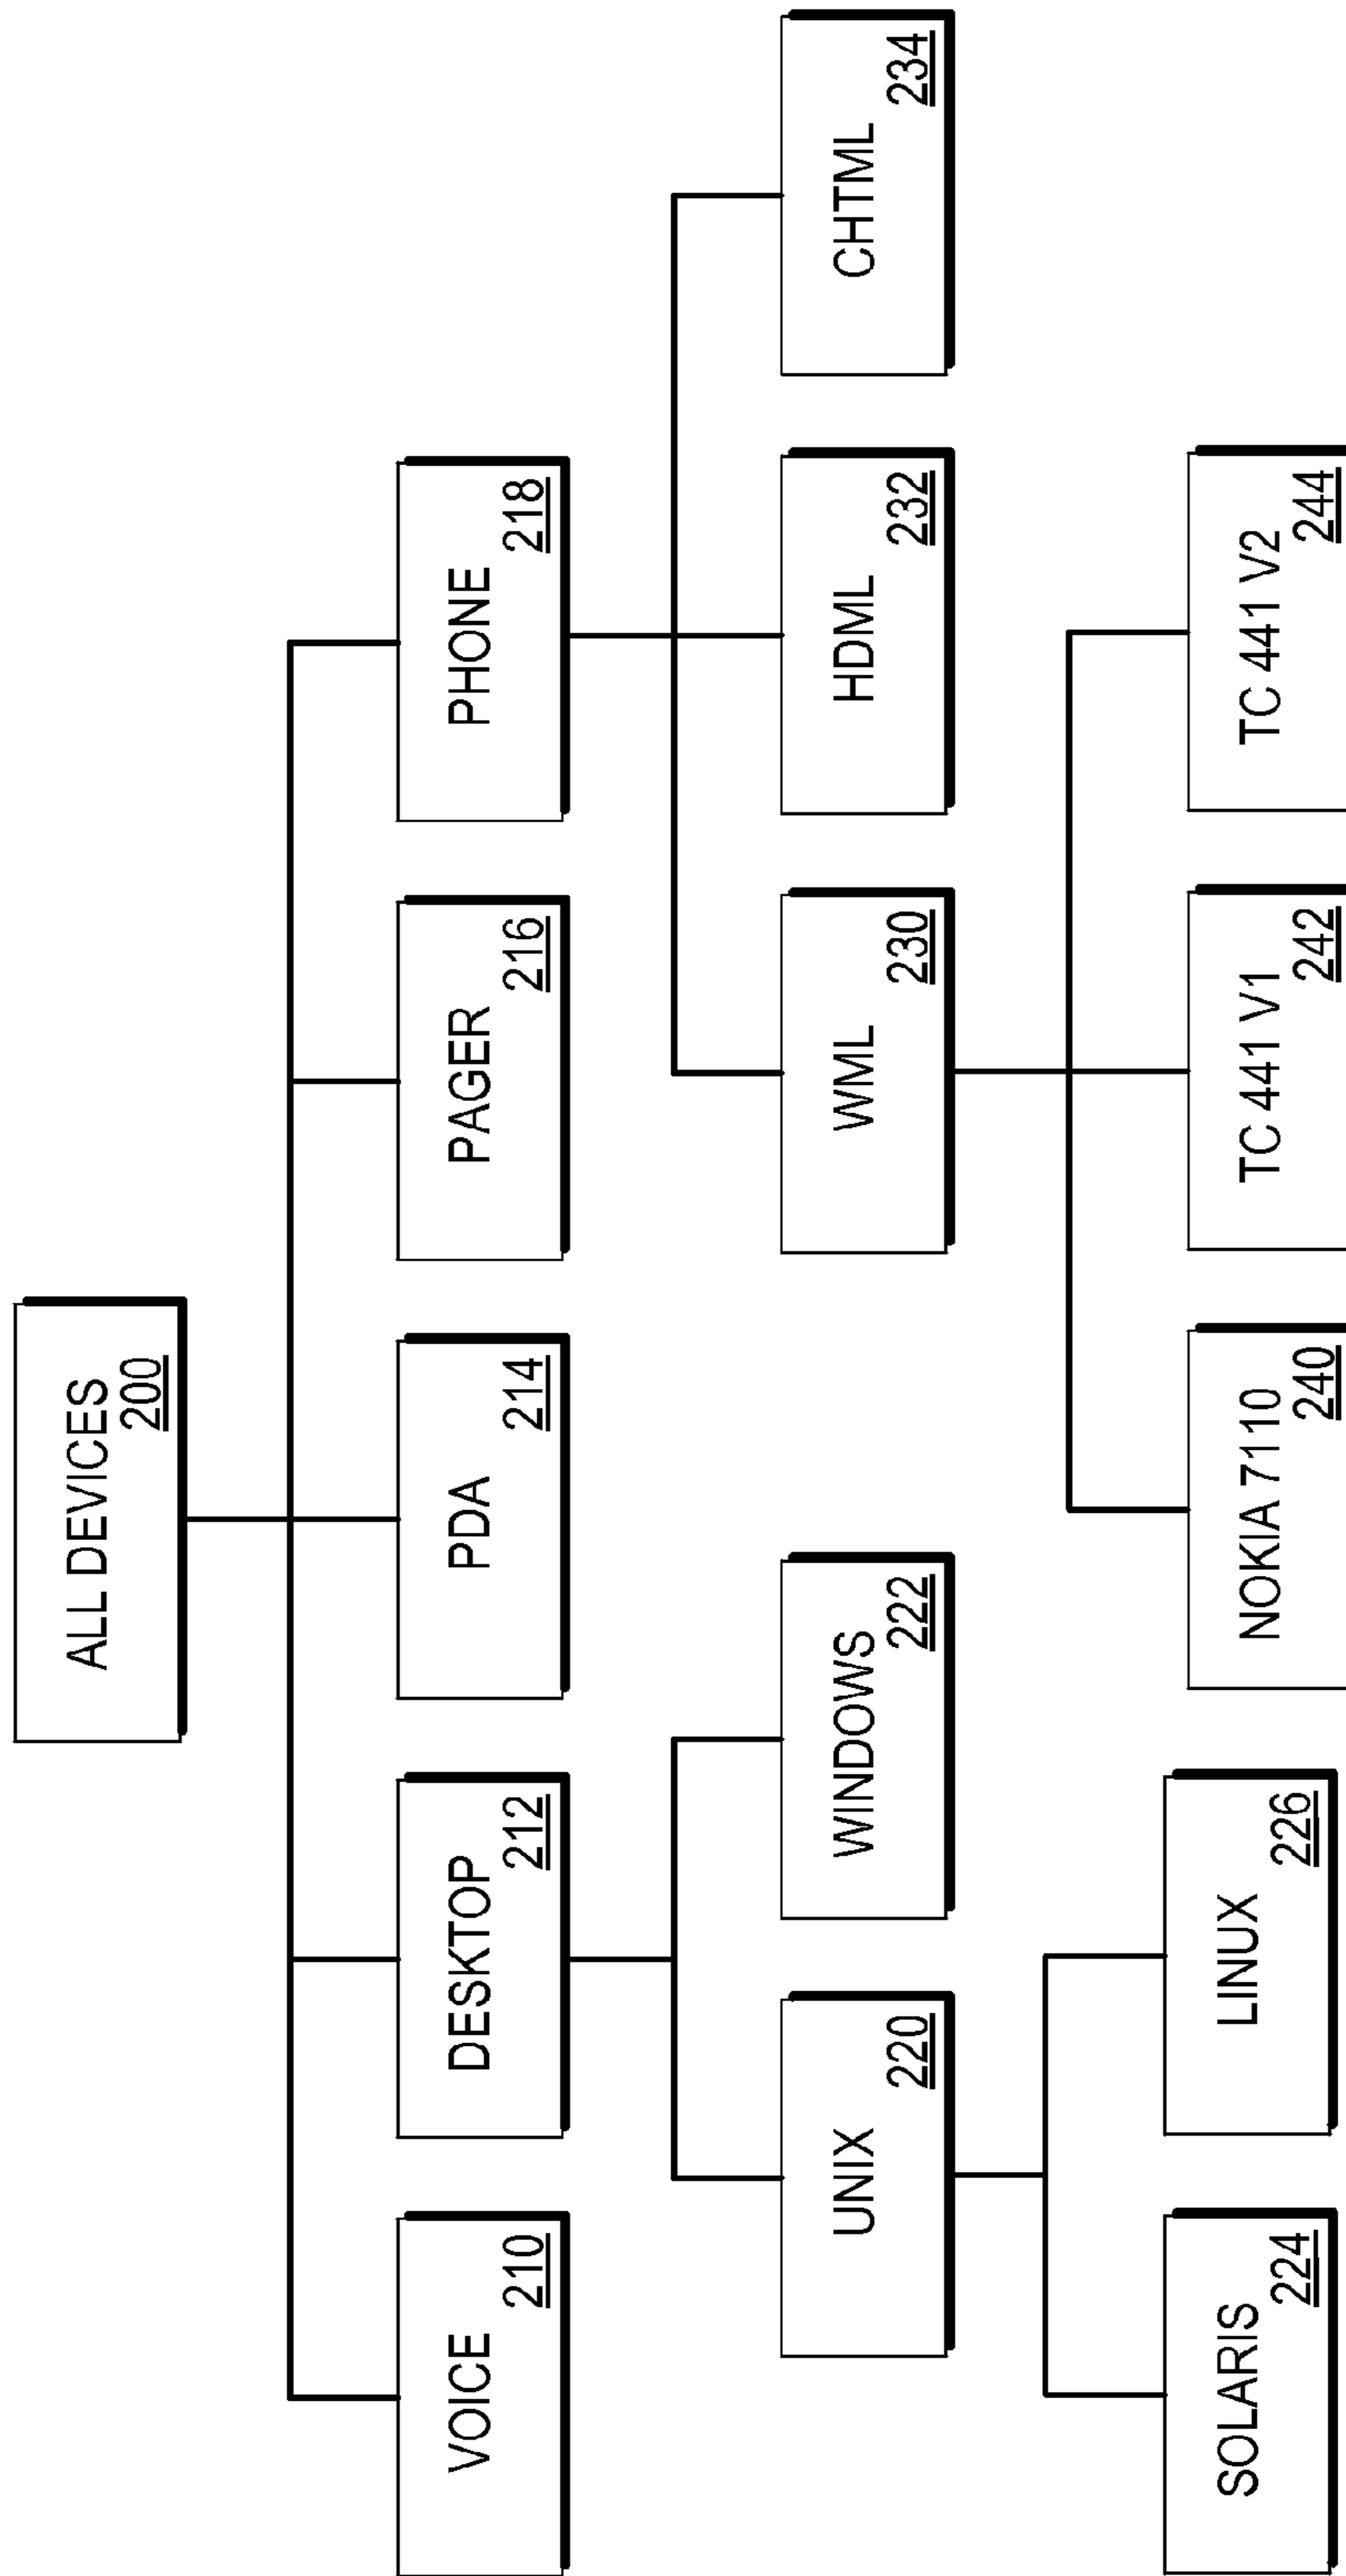 ALL DEVICES
200
VOICE
210
DESKTOP
212
PDA
214
PAGER
216
PHONE
218
UNIX
220
WINDOWS
222
WML
230
HDML
232
CHTML
234
SOLARIS
224
LINUX
226
NOKIA 7110
240
TC 441 V1
242
TC 441 V2
244